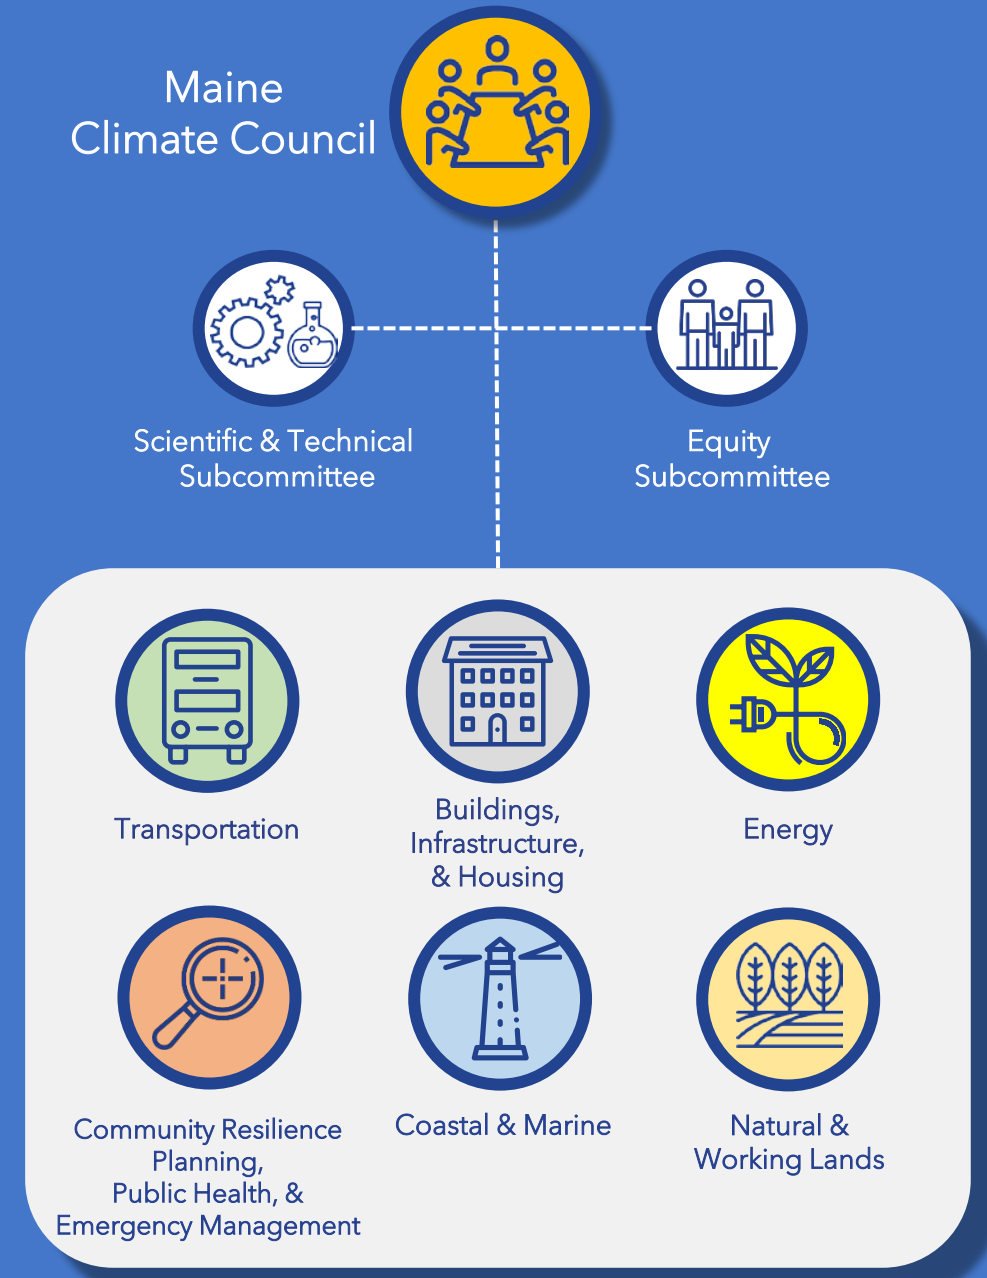 Maine
Climate Council
Scientific & Technical
Subcommittee
Equity
Subcommittee
Transportation
Buildings,
Infrastructure,
& Housing
Energy
Community Resilience
Planning,
Public Health, &
Emergency Management
Coastal & Marine
Natural &
Working Lands